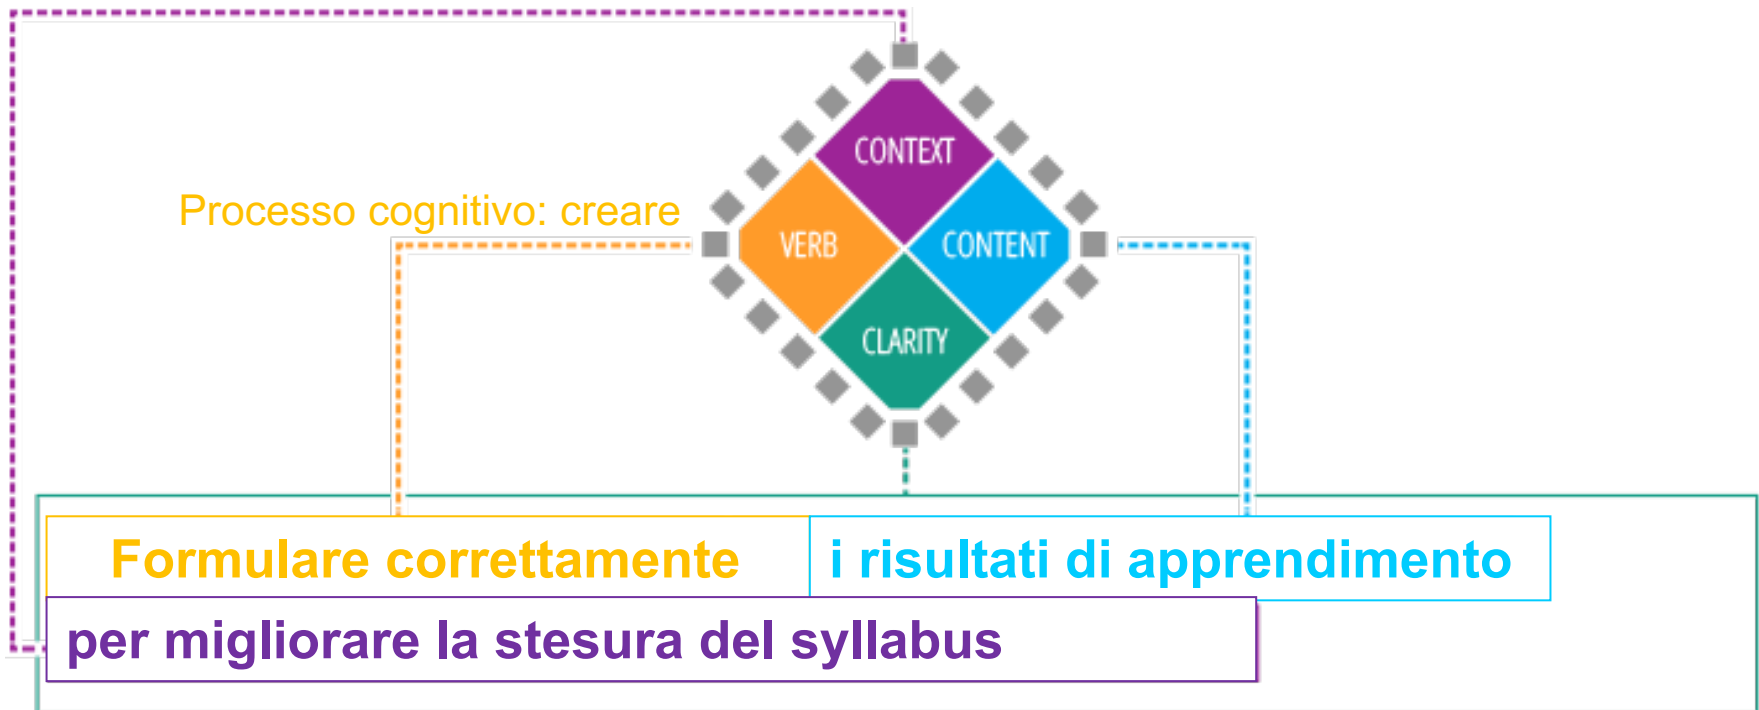 CONTEXT
Processo cognitivo: creare
VERB
CONTENT
CLARITY
Formulare correttamente
i risultati di apprendimento
per migliorare la stesura del syllabus